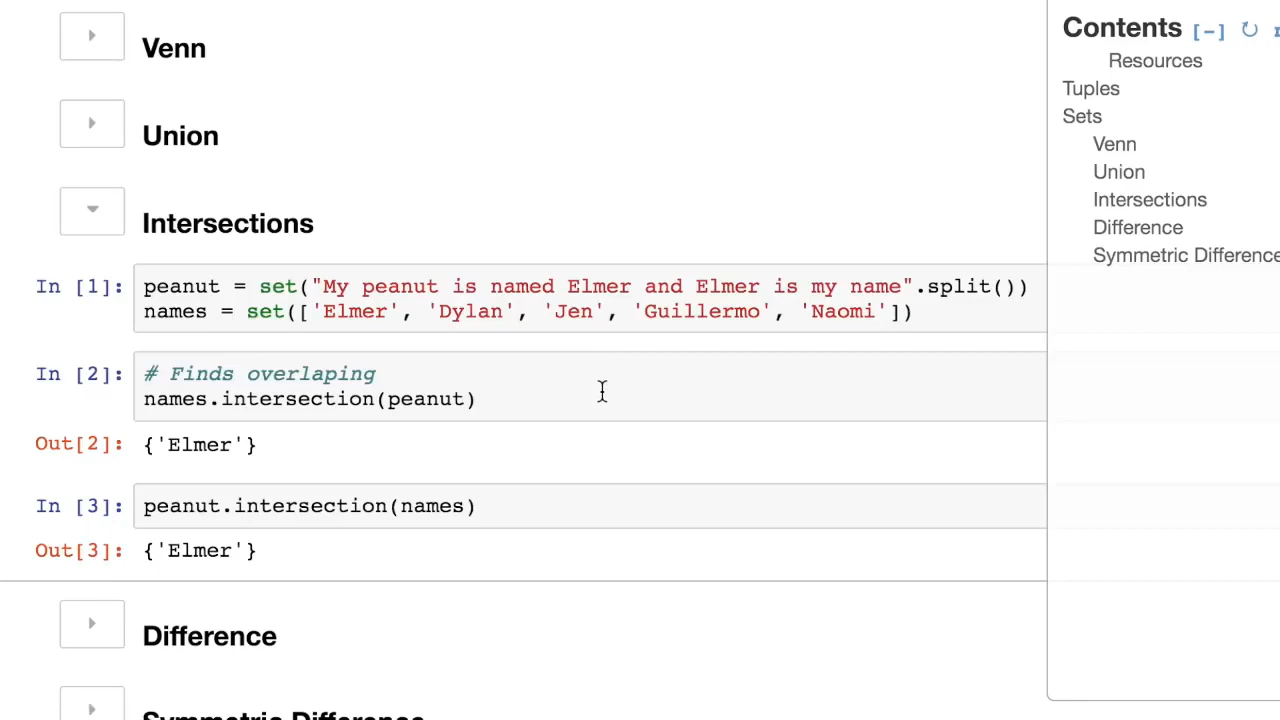 Venn
Union
Intersections
In [1]:
peanut = set("My peanut is named Elmer and Elmer is my name".split())
names = set(['Elmer', 'Dylan', 'Jen', 'Guillermo', 'Naomi'])
In [2]:
# Finds overlaping
names.intersection(peanut)
Out[2]: {'Elmer'}
In [3]: peanut.intersection(names)
Out[3]: {'Elmer'}
Difference
Symmetric Difference
Contents [-] ↻
Resources
Tuples
Sets
Venn
Union
Intersections
Difference
Symmetric Difference